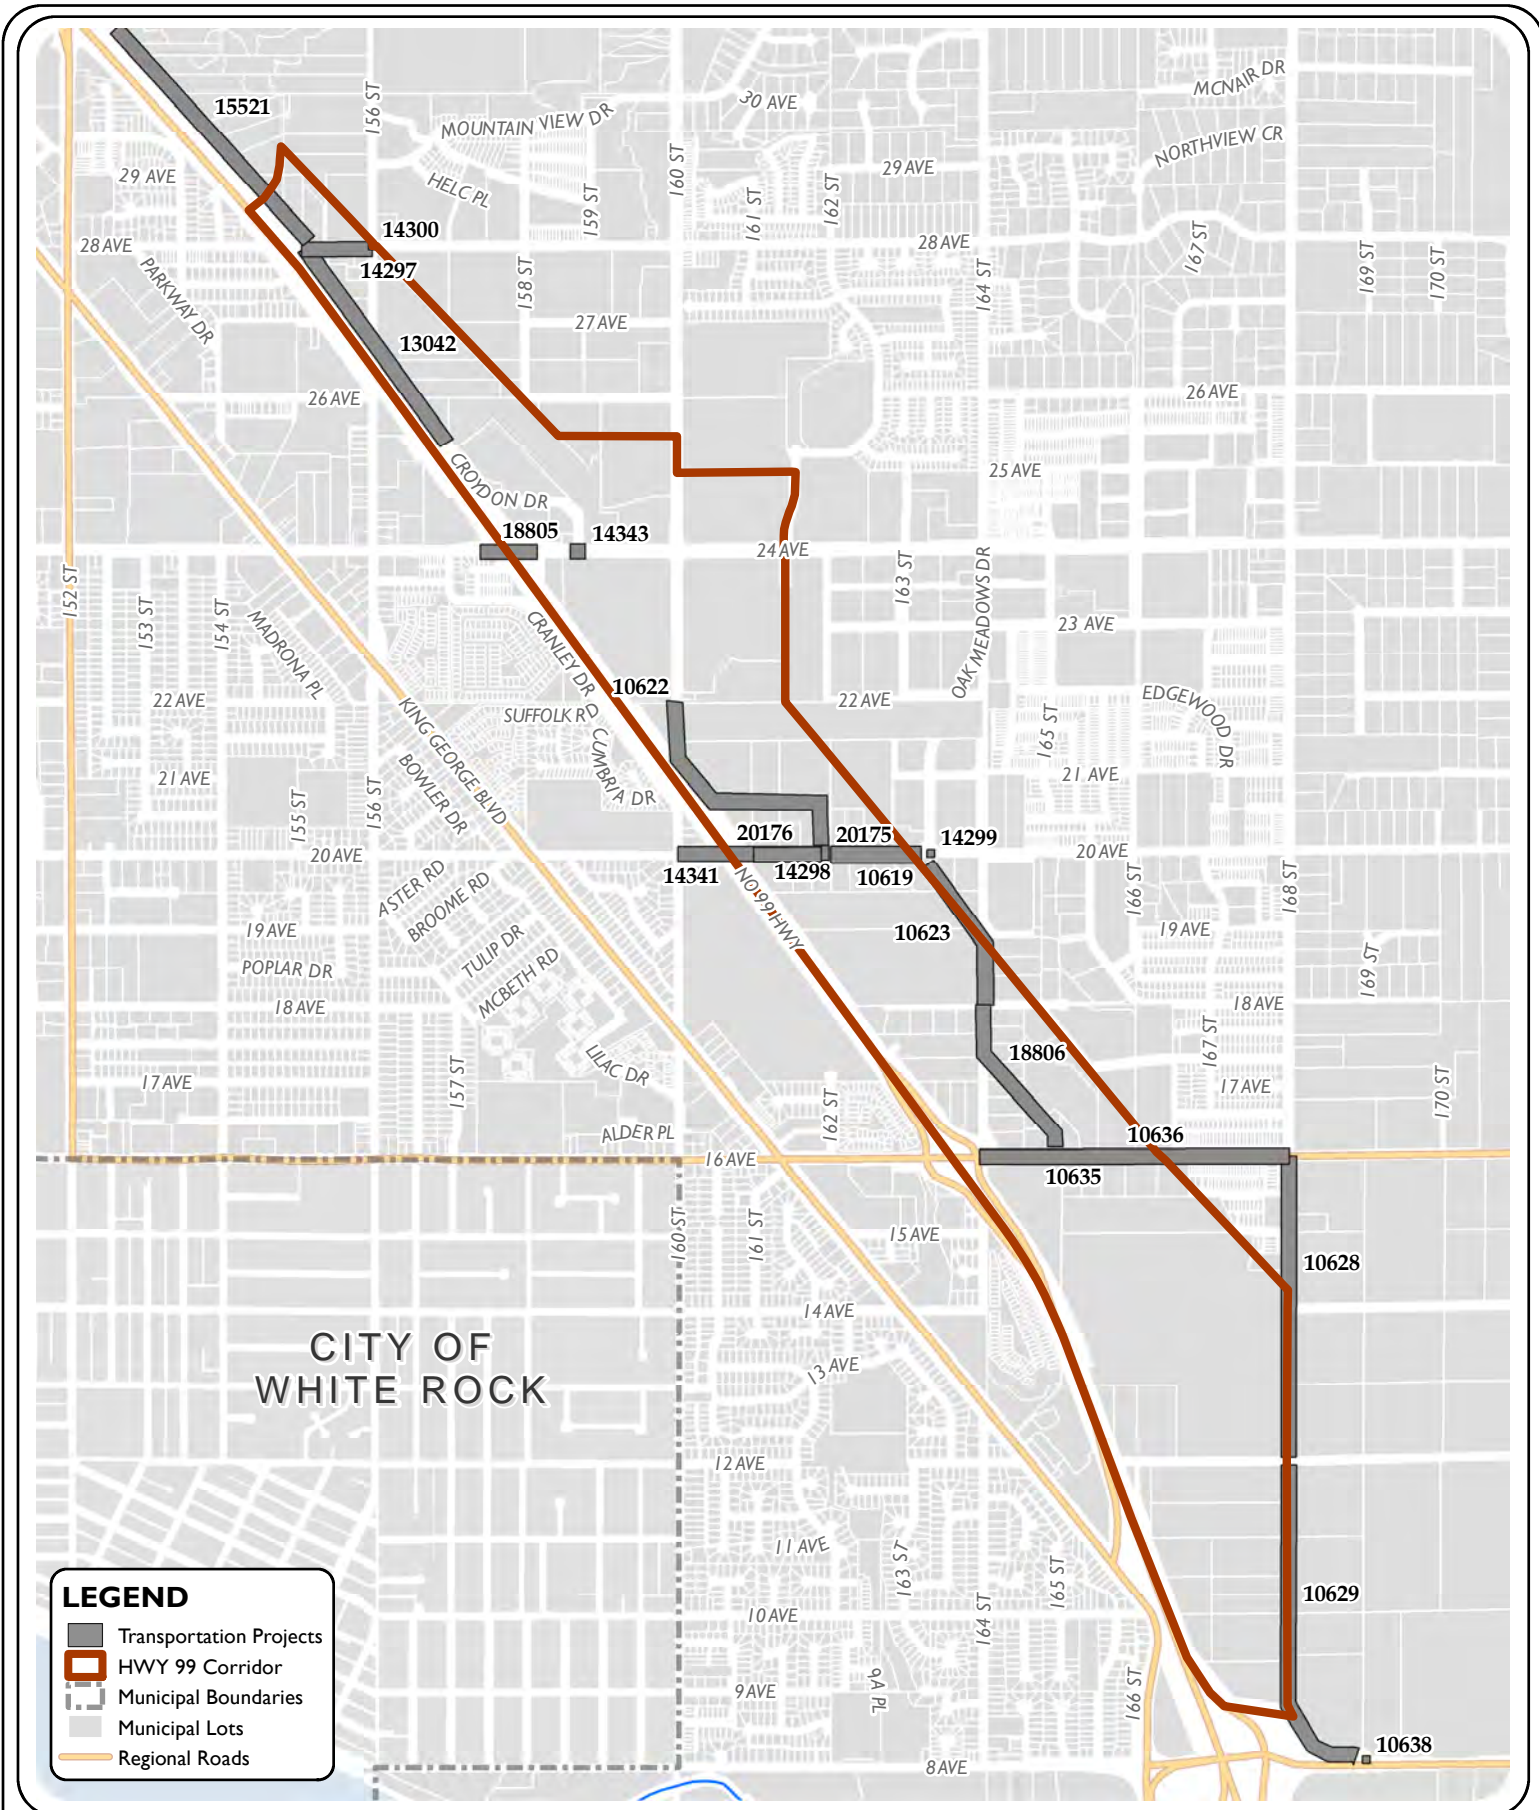 15521
156 ST
MOUNTAIN VIEW DR
30 AVE
MCNAIR DR
NORTHVIEW CR
29 AVE
HELC PL
159 ST
160 ST
161 ST
162 ST
29 AVE
28 AVE
14300
14297
158 ST
28 AVE
164 ST
167 ST
169 ST
170 ST
PARKWAY DR
13042
27 AVE
26 AVE
26 AVE
CROYDON DR
25 AVE
18805
14343
24 AVE
152 ST
153 ST
154 ST
MADRONA PL
CRANLEY DR
163 ST
OAK MEADOWS DR
23 AVE
22 AVE
KING GEORGE BLVD
SUFFOLK RD
10622
22 AVE
165 ST
EDGEWOOD DR
21 AVE
BOWLER DR
CUMBRIA DR
21 AVE
155 ST
156 ST
20 AVE
20176
20175
14299
20 AVE
14341
14298
10619
166 ST
168 ST
ASTER RD
BROOME RD
NO 99 HWY
19 AVE
TULIP DR
10623
19 AVE
POPLAR DR
MCBETH RD
169 ST
18 AVE
18 AVE
LILAC DR
18806
167 ST
17 AVE
157 ST
17 AVE
170 ST
162 ST
ALDER PL
10636
16 AVE
10635
160 ST
161 ST
15 AVE
10628
14 AVE
CITY OF
WHITE ROCK
13 AVE
12 AVE
11 AVE
163 ST
165 ST
10629
10 AVE
164 ST
9 AVE
9A PL
166 ST
10638
8 AVE
LEGEND
Transportation Projects
HWY 99 Corridor
Municipal Boundaries
Municipal Lots
Regional Roads